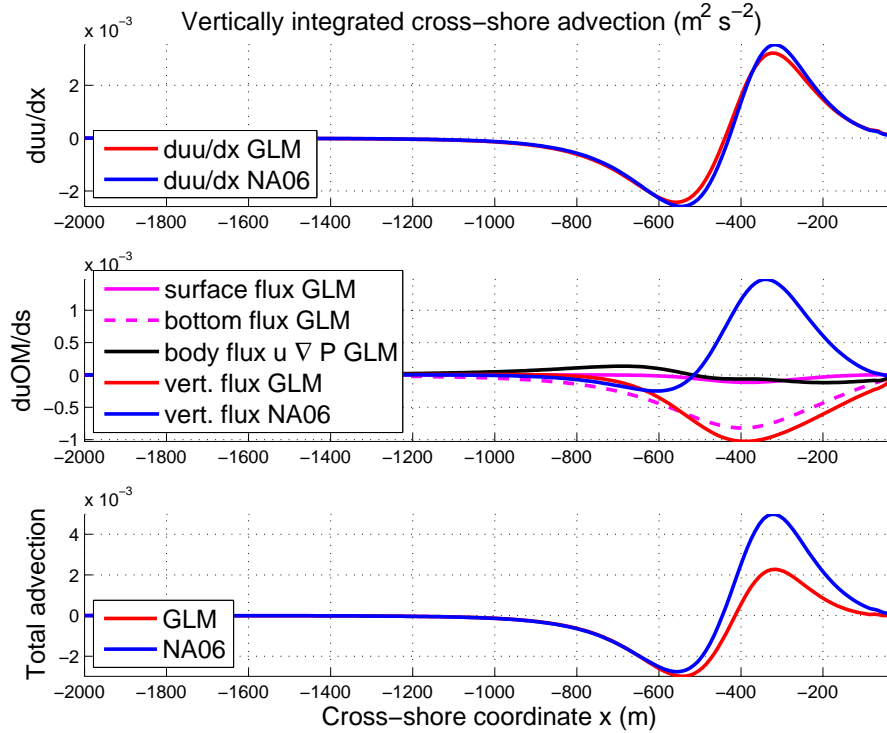 Vertically integrated cross−shore advection (m² s⁻²)
x 10⁻³
2
0
−2
duu/dx
duu/dx GLM
duu/dx NA06
−2000 −1800 −1600 −1400 −1200 −1000 −800 −600 −400 −200
x 10⁻³
1
0.5
0
−0.5
−1
duOM/ds
surface flux GLM
bottom flux GLM
body flux u ∇ P GLM
vert. flux GLM
vert. flux NA06
−2000 −1800 −1600 −1400 −1200 −1000 −800 −600 −400 −200
x 10⁻³
4
2
0
−2
Total advection
GLM
NA06
−2000 −1800 −1600 −1400 −1200 −1000 −800 −600 −400 −200
Cross−shore coordinate x (m)